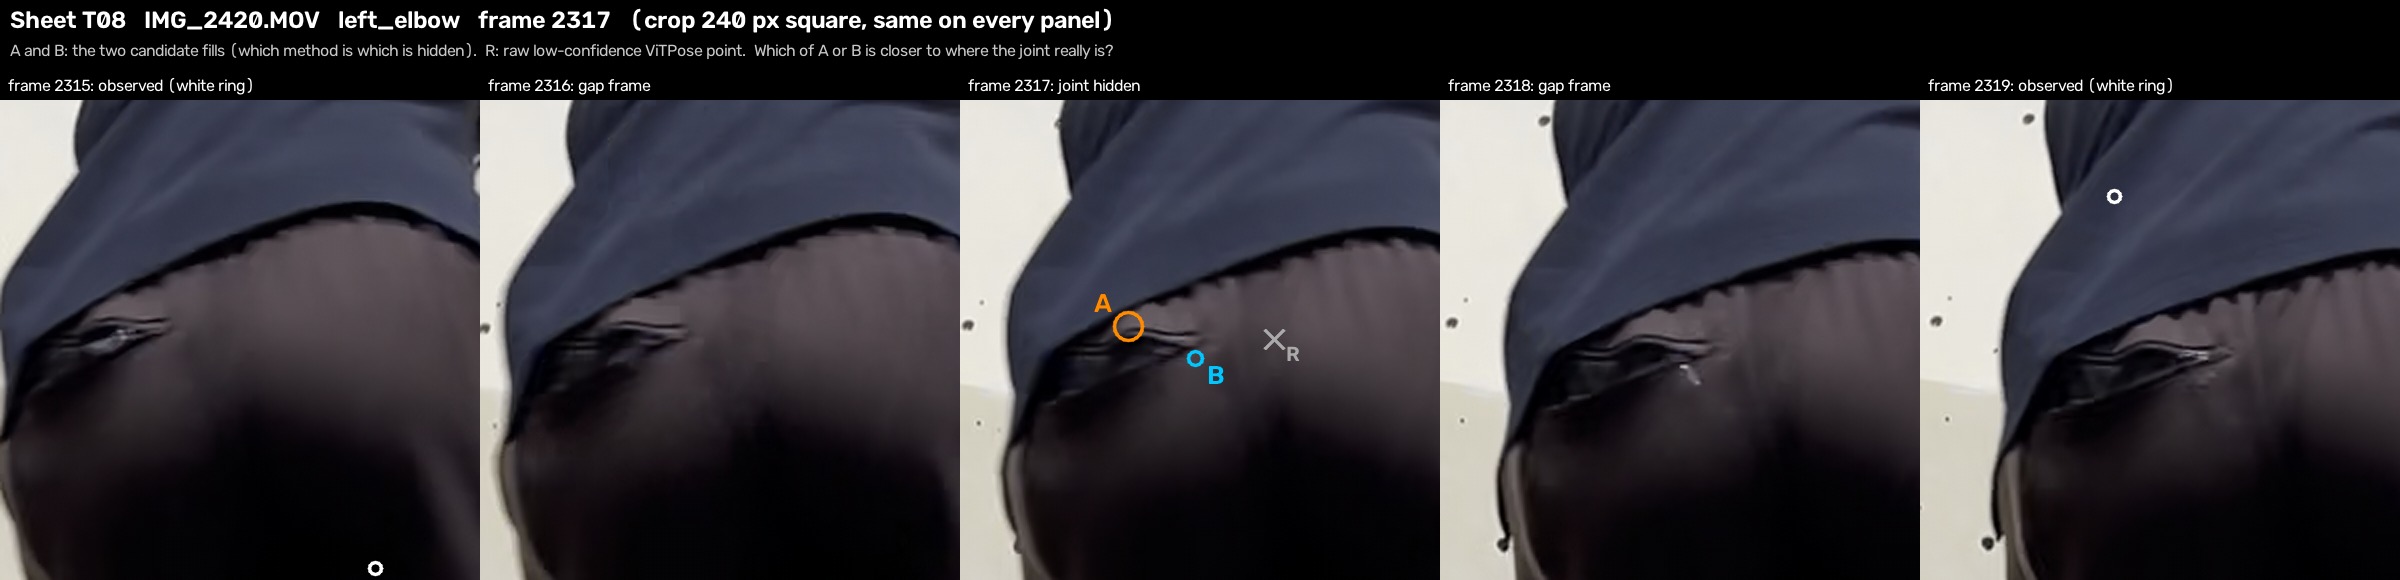 Sheet T08 IMG_2420.MOV left_elbow frame 2317 (crop 240 px square, same on every panel)
A and B: the two candidate fills (which method is which is hidden). R: raw low-confidence ViTPose point. Which of A or B is closer to where the joint really is?
frame 2315: observed (white ring)
frame 2316: gap frame
frame 2317: joint hidden
frame 2318: gap frame
frame 2319: observed (white ring)
A
B
R